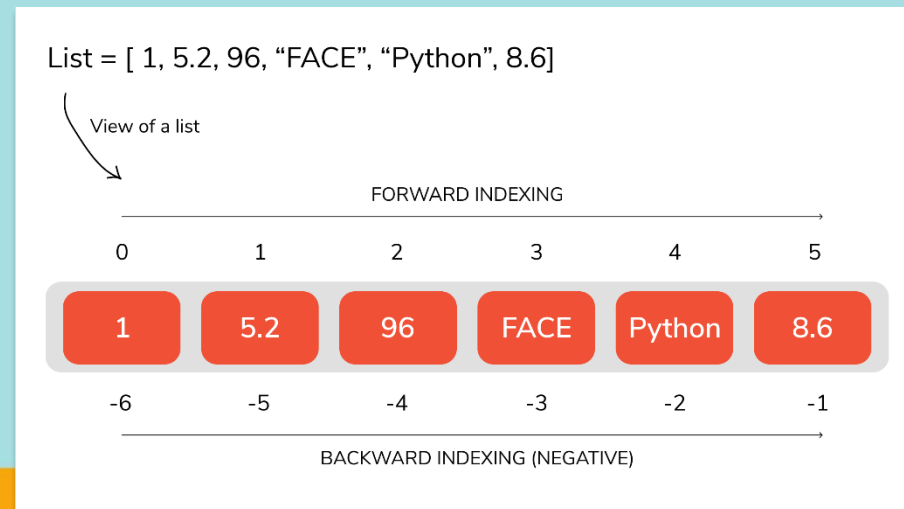 List = [ 1, 5.2, 96, “FACE”, “Python”, 8.6]
View of a list
FORWARD INDEXING
0 1 2 3 4 5
1 5.2 96 FACE Python 8.6
-6 -5 -4 -3 -2 -1
BACKWARD INDEXING (NEGATIVE)